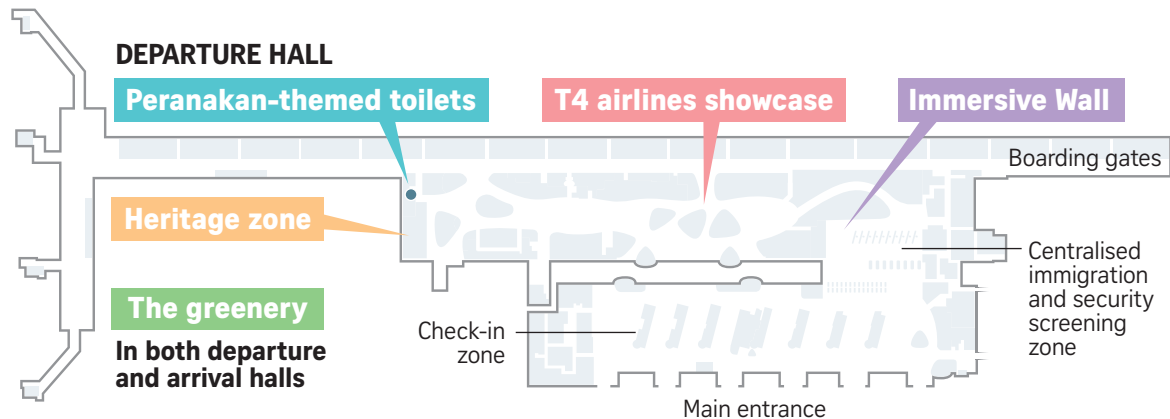 DEPARTURE HALL
Peranakan-themed toilets
T4 airlines showcase
Immersive Wall
Boarding gates
Heritage zone
Centralised
immigration
and security
screening
zone
The greenery
In both departure
and arrival halls
Check-in
zone
Main entrance